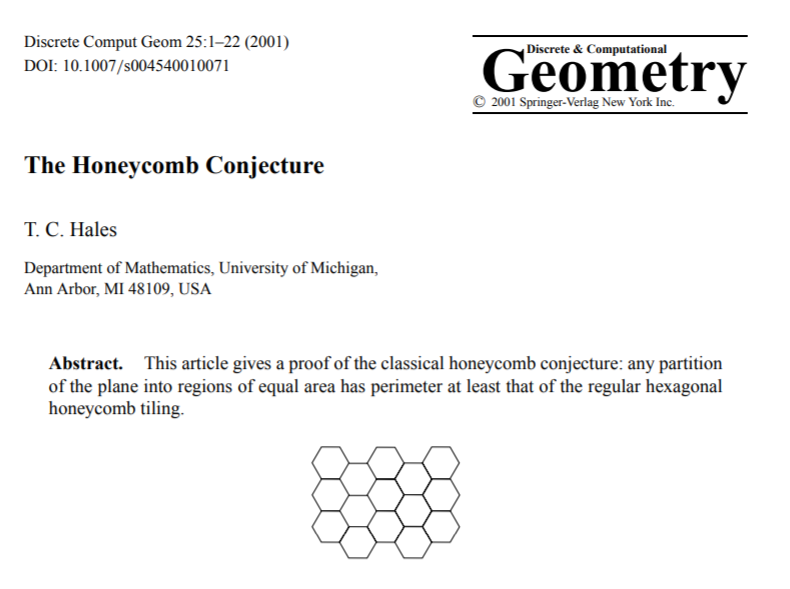 Discrete Comput Geom 25:1–22 (2001)
DOI: 10.1007/s004540010071
Discrete & Computational
Geometry
© 2001 Springer-Verlag New York Inc.
The Honeycomb Conjecture
T. C. Hales
Department of Mathematics, University of Michigan,
Ann Arbor, MI 48109, USA
Abstract. This article gives a proof of the classical honeycomb conjecture: any partition
of the plane into regions of equal area has perimeter at least that of the regular hexagonal
honeycomb tiling.